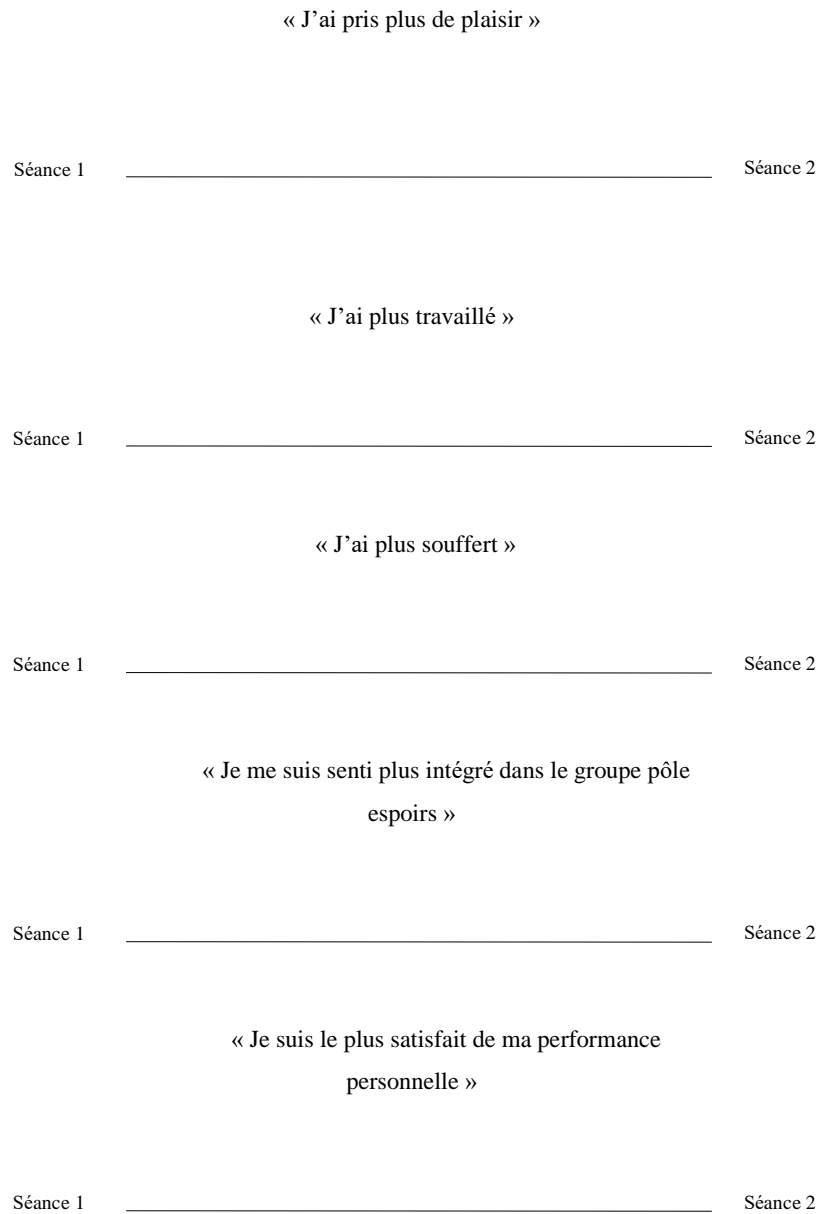 « J’ai pris plus de plaisir »
Séance 1 Séance 2
« J’ai plus travaillé »
Séance 1 Séance 2
« J’ai plus souffert »
Séance 1 Séance 2
« Je me suis senti plus intégré dans le groupe pôle
espoirs »
Séance 1 Séance 2
« Je suis le plus satisfait de ma performance
personnelle »
Séance 1 Séance 2